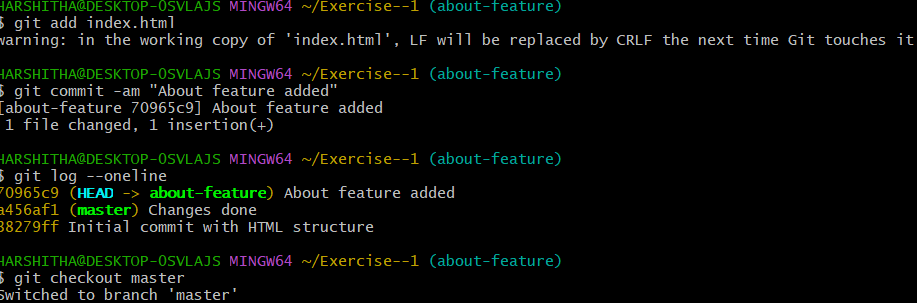 HARSHITHA@DESKTOP-OSVLAJS MINGW64 ~/Exercise--1 (about-feature)
$ git add index.html
warning: in the working copy of 'index.html', LF will be replaced by CRLF the next time Git touches it
HARSHITHA@DESKTOP-OSVLAJS MINGW64 ~/Exercise--1 (about-feature)
$ git commit -am "About feature added"
[about-feature 70965c9] About feature added
1 file changed, 1 insertion(+)
HARSHITHA@DESKTOP-OSVLAJS MINGW64 ~/Exercise--1 (about-feature)
$ git log --oneline
70965c9 (HEAD -> about-feature) About feature added
a456af1 (master) Changes done
38279ff Initial commit with HTML structure
HARSHITHA@DESKTOP-OSVLAJS MINGW64 ~/Exercise--1 (about-feature)
$ git checkout master
Switched to branch 'master'